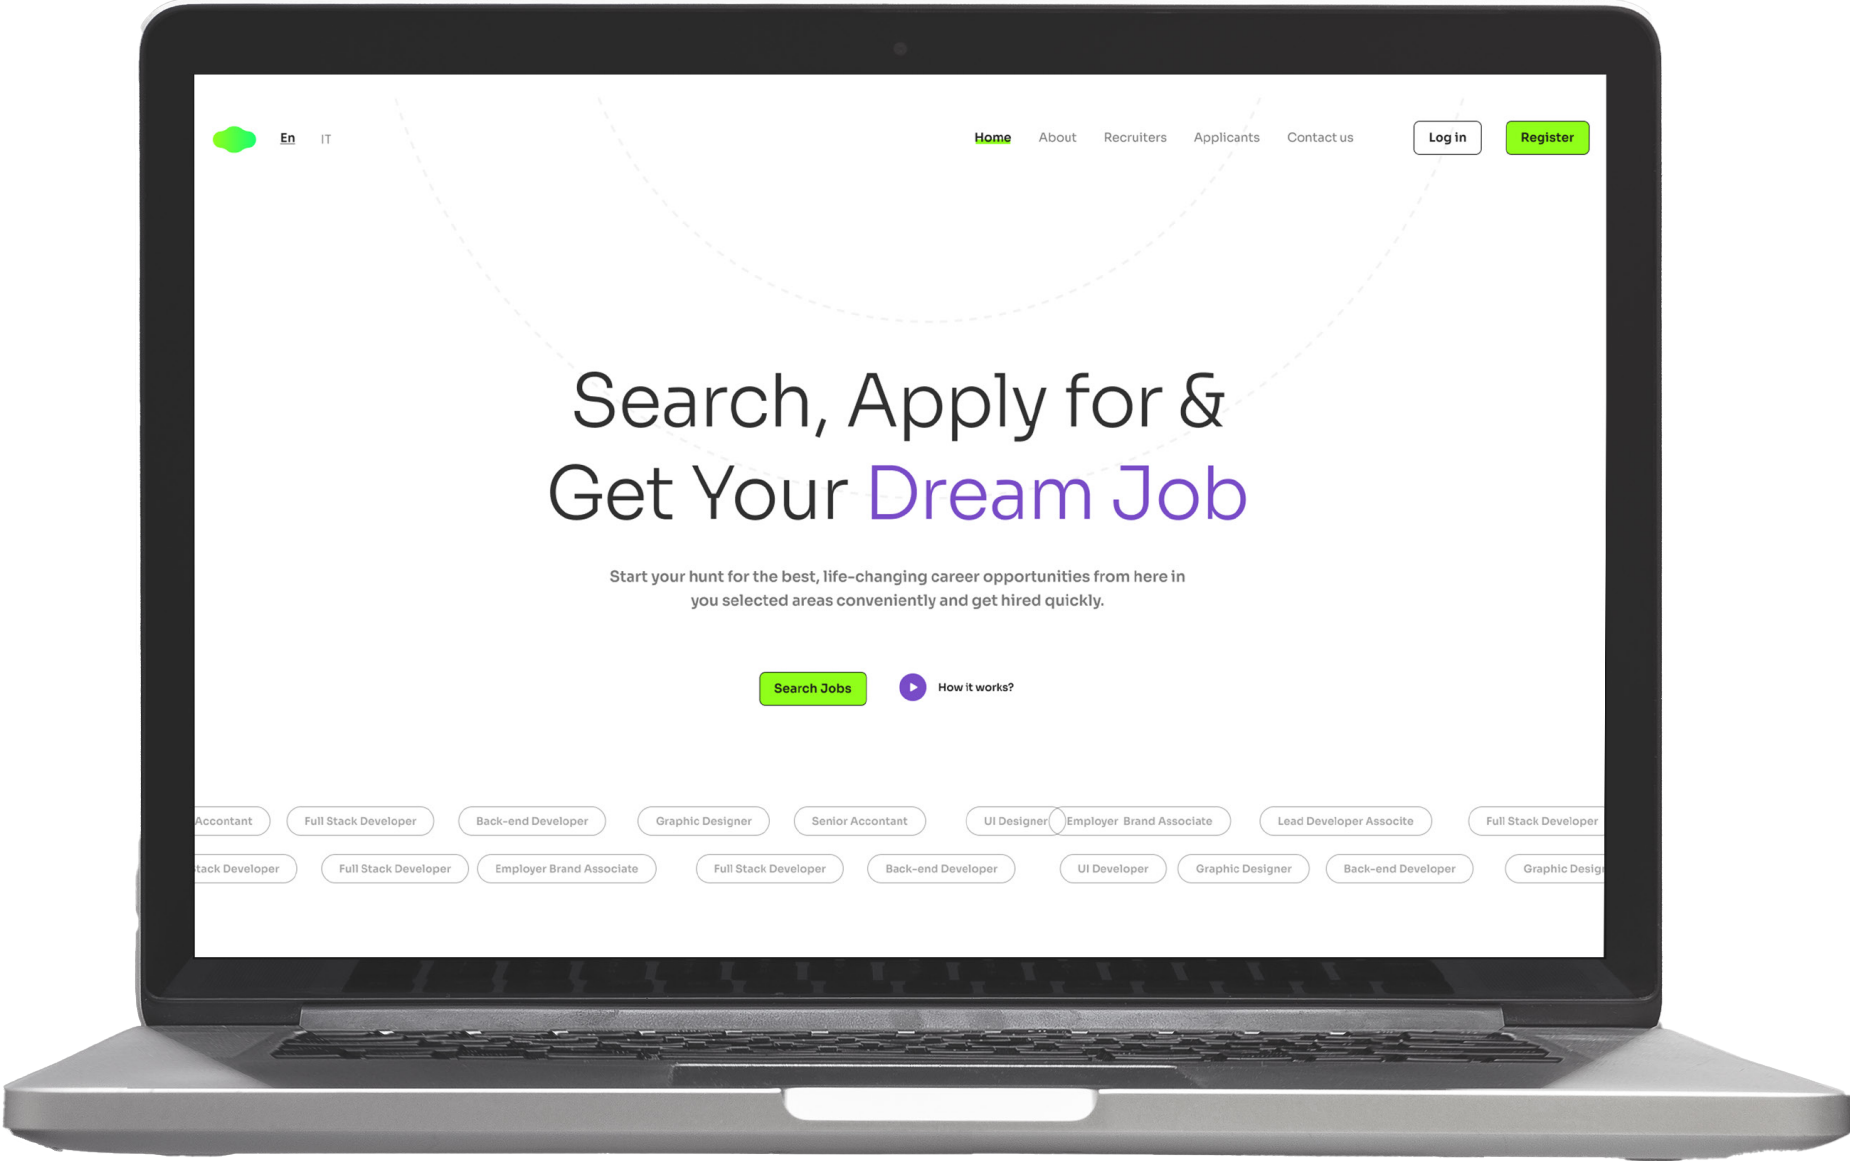 En IT Home About Recruiters Applicants Contact us Log in Register
Search, Apply for &
Get Your Dream Job
Start your hunt for the best, life-changing career opportunities from here in
you selected areas conveniently and get hired quickly.
Search Jobs How it works?
Accontant Full Stack Developer Back-end Developer Graphic Designer Senior Accontant UI Designer Employer Brand Associate Lead Developer Associte Full Stack Developer
Stack Developer Full Stack Developer Employer Brand Associate Full Stack Developer Back-end Developer UI Developer Graphic Designer Back-end Developer Graphic Desig